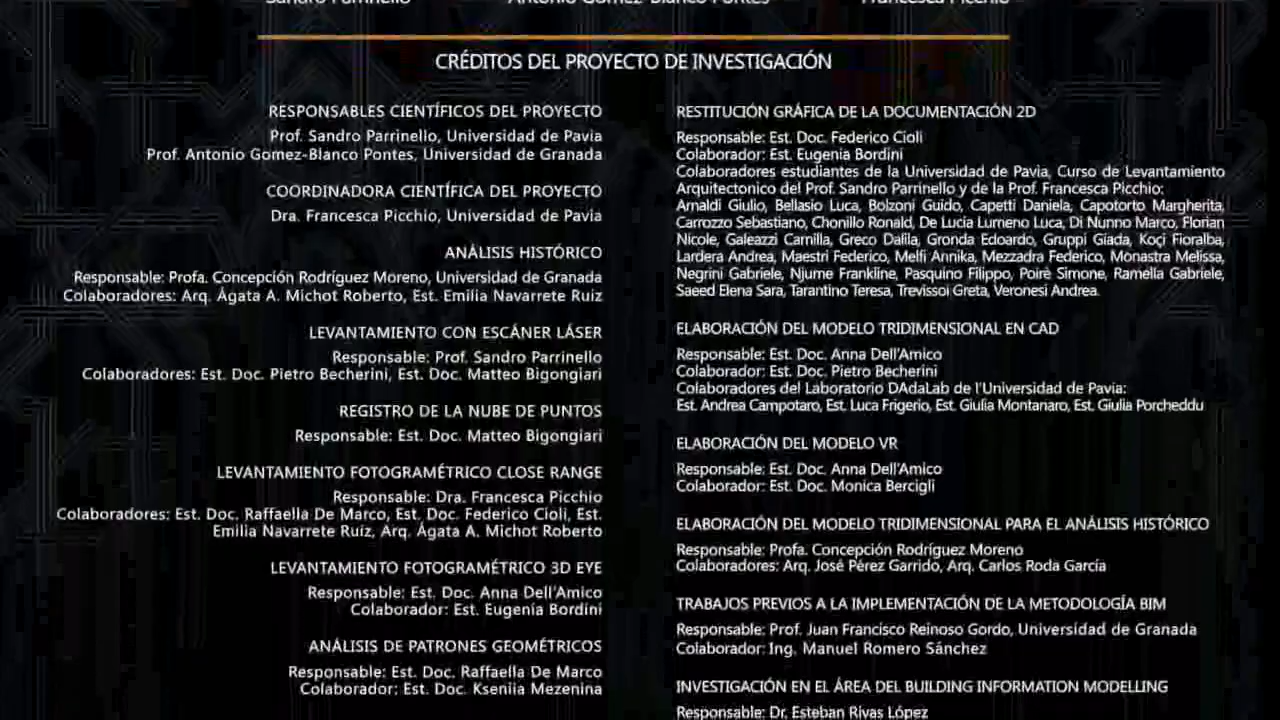 CRÉDITOS DEL PROYECTO DE INVESTIGACIÓN
RESPONSABLES CIENTÍFICOS DEL PROYECTO
Prof. Sandro Parrinello, Universidad de Pavia
Prof. Antonio Gomez-Blanco Pontes, Universidad de Granada
COORDINADORA CIENTÍFICA DEL PROYECTO
Dra. Francesca Picchio, Universidad de Pavia
ANÁLISIS HISTÓRICO
Responsable: Profa. Concepción Rodríguez Moreno, Universidad de Granada
Colaboradores: Arq. Ágata A. Michot Roberto, Est. Emilia Navarrete Ruiz
LEVANTAMIENTO CON ESCÁNER LÁSER
Responsable: Prof. Sandro Parrinello
Colaboradores: Est. Doc. Pietro Becherini, Est. Doc. Matteo Bigongiari
REGISTRO DE LA NUBE DE PUNTOS
Responsable: Est. Doc. Matteo Bigongiari
LEVANTAMIENTO FOTOGRAMÉTRICO CLOSE RANGE
Responsable: Dra. Francesca Picchio
Colaboradores: Est. Doc. Raffaella De Marco, Est. Doc. Federico Cioli, Est.
Emilia Navarrete Ruiz, Arq. Ágata A. Michot Roberto
LEVANTAMIENTO FOTOGRAMÉTRICO 3D EYE
Responsable: Est. Doc. Anna Dell'Amico
Colaborador: Est. Eugenia Bordini
ANÁLISIS DE PATRONES GEOMÉTRICOS
Responsable: Est. Doc. Raffaella De Marco
Colaborador: Est. Doc. Kseniia Mezenina
RESTITUCIÓN GRÁFICA DE LA DOCUMENTACIÓN 2D
Responsable: Est. Doc. Federico Cioli
Colaborador: Est. Eugenia Bordini
Colaboradores estudiantes de la Universidad de Pavia, Curso de Levantamiento
Arquitectonico del Prof. Sandro Parrinello y de la Prof. Francesca Picchio:
Arnaldi Giulio, Bellasio Luca, Bolzoni Guido, Capetti Daniela, Capotorto Margherita,
Carrozzo Sebastiano, Chonillo Ronald, De Lucia Lumeno Luca, Di Nunno Marco, Florian
Nicole, Galeazzi Camilla, Greco Dalila, Gronda Edoardo, Gruppi Giada, Koçi Fioralba,
Lardera Andrea, Maestri Federico, Melfi Annika, Mezzadra Federico, Monastra Melissa,
Negrini Gabriele, Njume Frankline, Pasquino Filippo, Poirè Simone, Ramella Gabriele,
Saeed Elena Sara, Tarantino Teresa, Trevissoi Greta, Veronesi Andrea.
ELABORACIÓN DEL MODELO TRIDIMENSIONAL EN CAD
Responsable: Est. Doc. Anna Dell'Amico
Colaborador: Est. Doc. Pietro Becherini
Colaboradores del Laboratorio DAdaLab de l'Universidad de Pavia:
Est. Andrea Campotaro, Est. Luca Frigerio, Est. Giulia Montanaro, Est. Giulia Porcheddu
ELABORACIÓN DEL MODELO VR
Responsable: Est. Doc. Anna Dell'Amico
Colaborador: Est. Doc. Monica Bercigli
ELABORACIÓN DEL MODELO TRIDIMENSIONAL PARA EL ANÁLISIS HISTÓRICO
Responsable: Profa. Concepción Rodríguez Moreno
Colaboradores: Arq. José Pérez Garrido, Arq. Carlos Roda García
TRABAJOS PREVIOS A LA IMPLEMENTACIÓN DE LA METODOLOGÍA BIM
Responsable: Prof. Juan Francisco Reinoso Gordo, Universidad de Granada
Colaborador: Ing. Manuel Romero Sánchez
INVESTIGACIÓN EN EL ÁREA DEL BUILDING INFORMATION MODELLING
Responsable: Dr. Esteban Rivas López